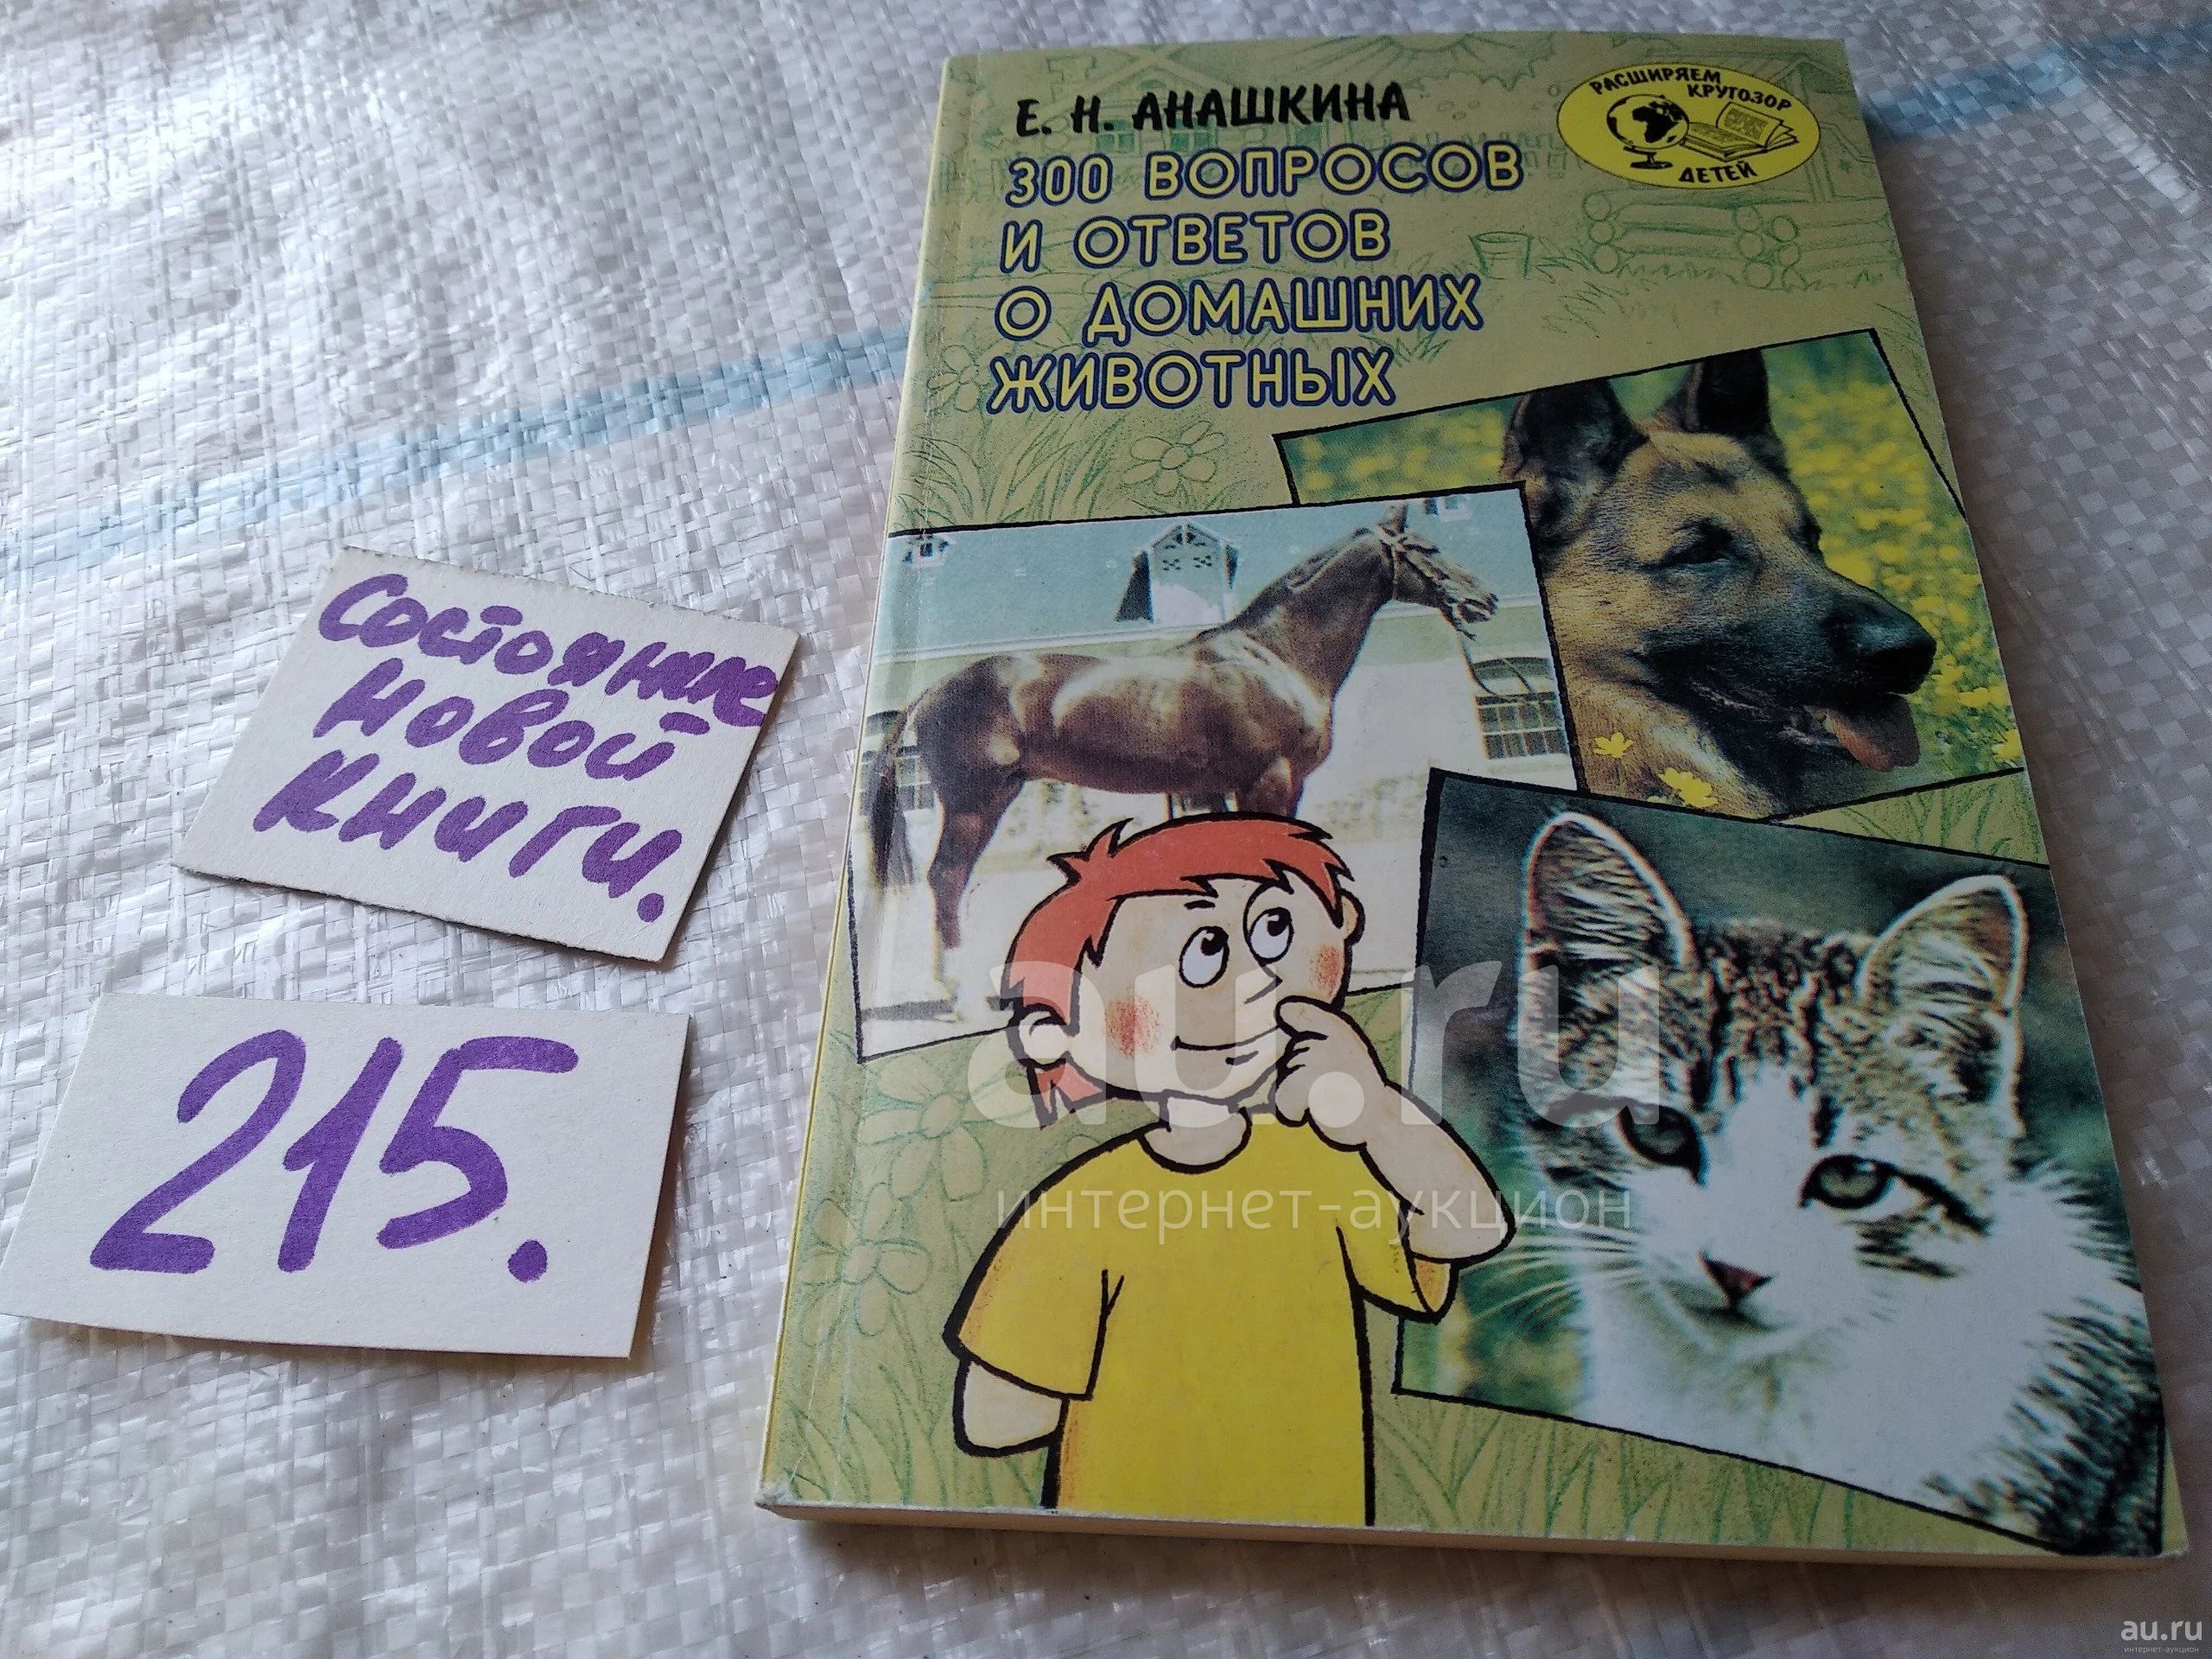 Е. Н. АНАШКИНА
300 ВОПРОСОВ
И ОТВЕТОВ
О ДОМАШНИХ
ЖИВОТНЫХ
РАСШИРЯЕМ
КРУГОЗОР
ДЕТЕЙ
Состояние
новой
книги.
215.
au.ru
интернет-аукцион
au.ru
интернет-аукцион